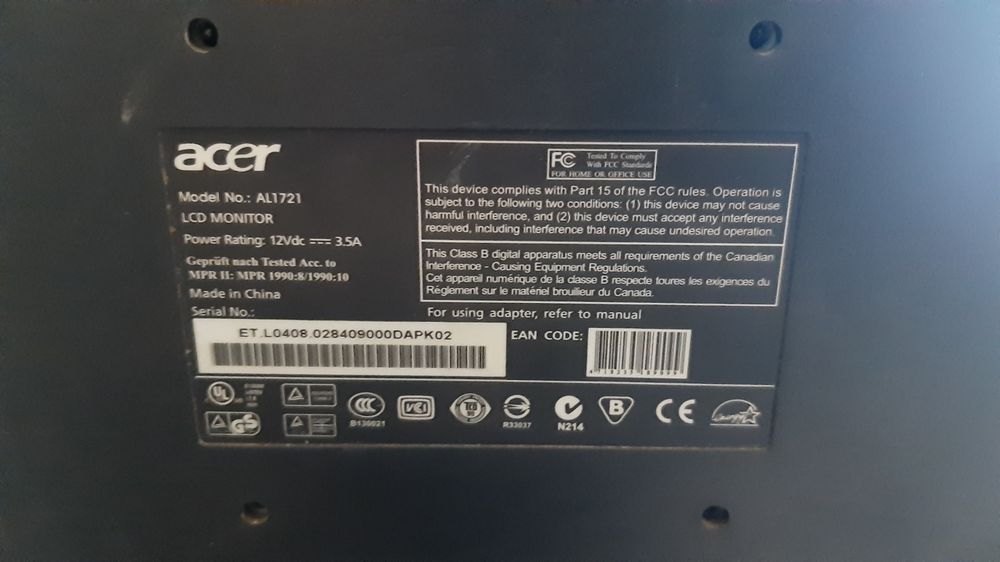 acer
Model No.: AL1721
LCD MONITOR
Power Rating: 12Vdc ⎓ 3.5A
Geprüft nach Tested Acc. to
MPR II: MPR 1990:8/1990:10
Made in China
Serial No.:
ET.L0408.028409000DAPK02
FC Tested To Comply
With FCC Standards
FOR HOME OR OFFICE USE
This device complies with Part 15 of the FCC rules. Operation is
subject to the following two conditions: (1) this device may not cause
harmful interference, and (2) this device must accept any interference
received, including interference that may cause undesired operation.
This Class B digital apparatus meets all requirements of the Canadian
Interference - Causing Equipment Regulations.
Cet appareil numérique de la classe B respecte toures les exigences du
Réglement sur le matériel brouilleur du Canada.
For using adapter, refer to manual
EAN CODE:
UL
GS
CCC
B136021
VCI
TCO
99
R33037
N214
B
CE